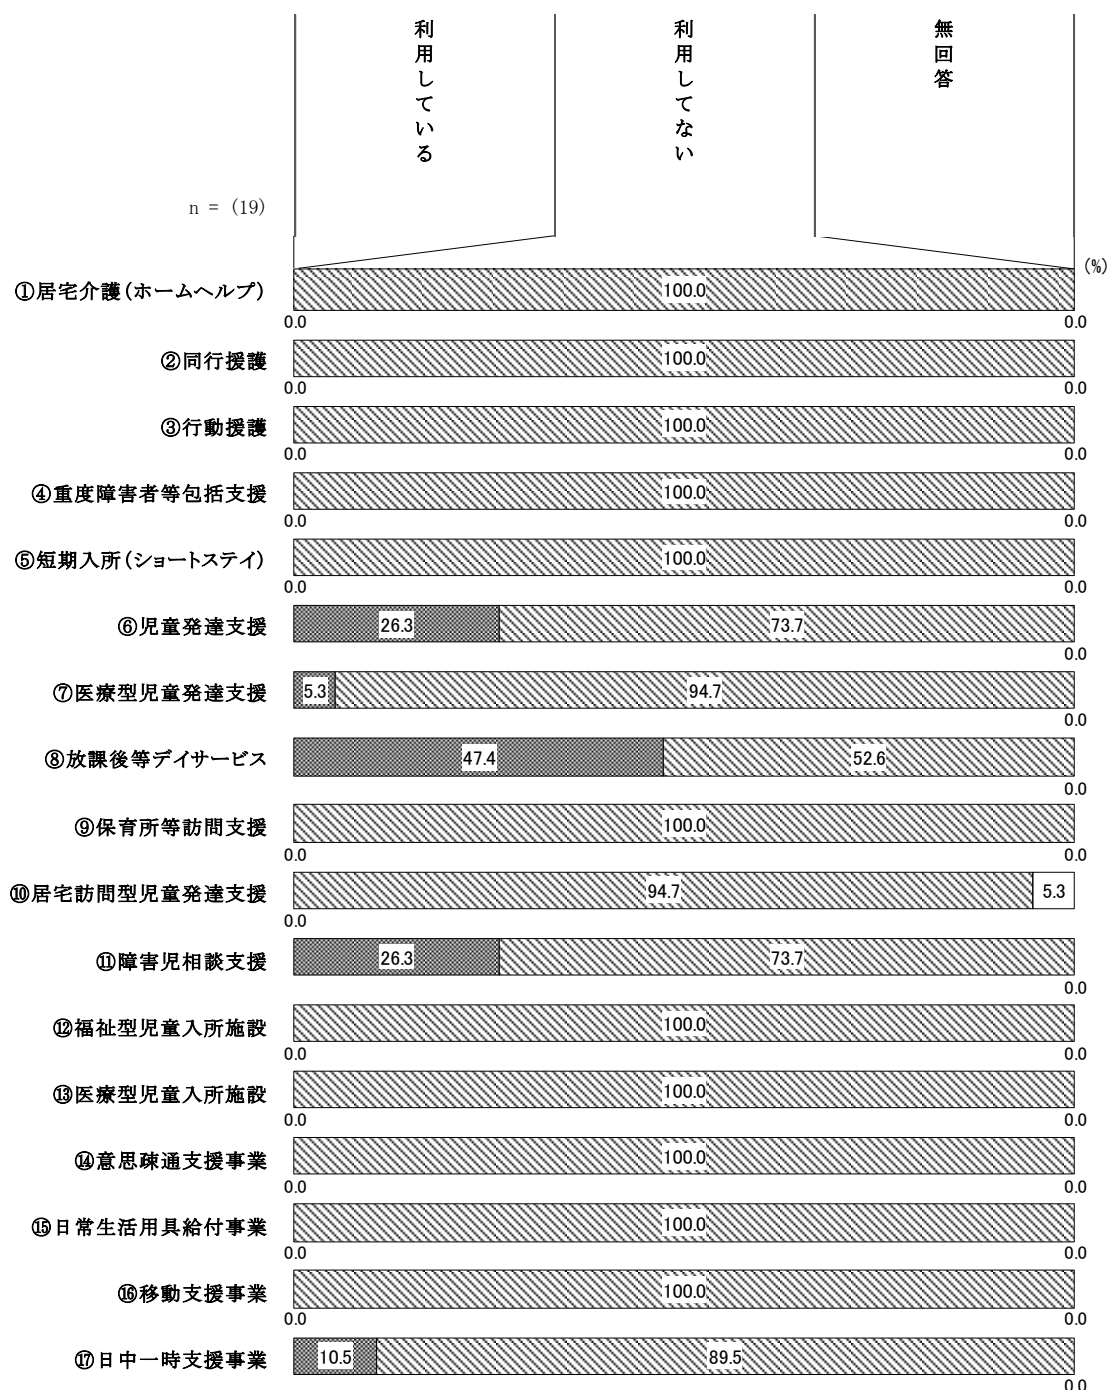 利用している
利用してない
無回答
n = (19)
(%)
①居宅介護(ホームヘルプ)
100.0
0.0 0.0
②同行援護
100.0
0.0 0.0
③行動援護
100.0
0.0 0.0
④重度障害者等包括支援
100.0
0.0 0.0
⑤短期入所(ショートステイ)
100.0
0.0 0.0
⑥児童発達支援
26.3 73.7
0.0
⑦医療型児童発達支援
5.3 94.7
0.0
⑧放課後等デイサービス
47.4 52.6
0.0
⑨保育所等訪問支援
100.0
0.0 0.0
⑩居宅訪問型児童発達支援
94.7 5.3
0.0
⑪障害児相談支援
26.3 73.7
0.0
⑫福祉型児童入所施設
100.0
0.0 0.0
⑬医療型児童入所施設
100.0
0.0 0.0
⑭意思疎通支援事業
100.0
0.0 0.0
⑮日常生活用具給付事業
100.0
0.0 0.0
⑯移動支援事業
100.0
0.0 0.0
⑰日中一時支援事業
10.5 89.5
0.0